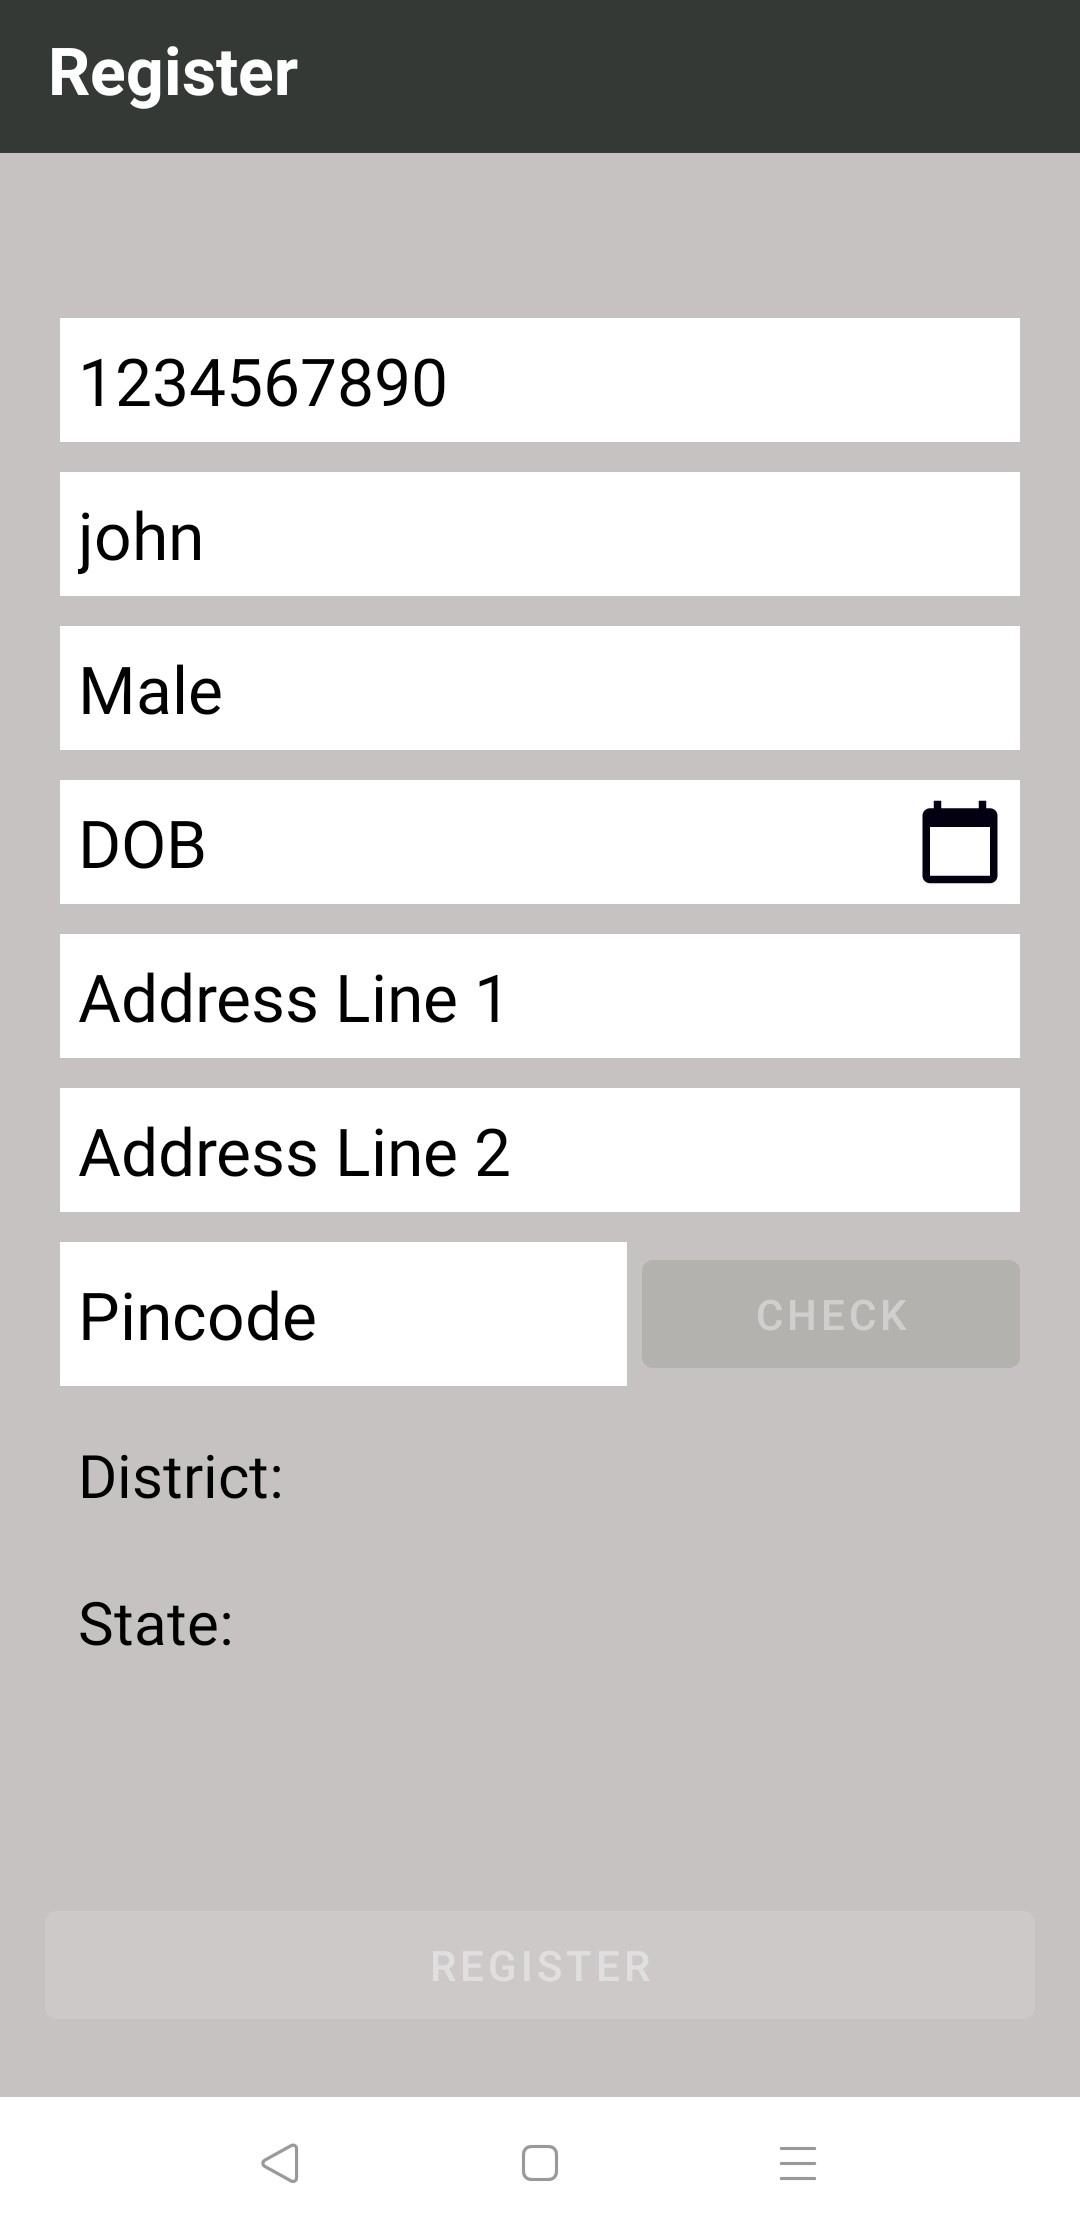 Register
1234567890
john
Male
DOB
Address Line 1
Address Line 2
Pincode
CHECK
District:
State:
REGISTER